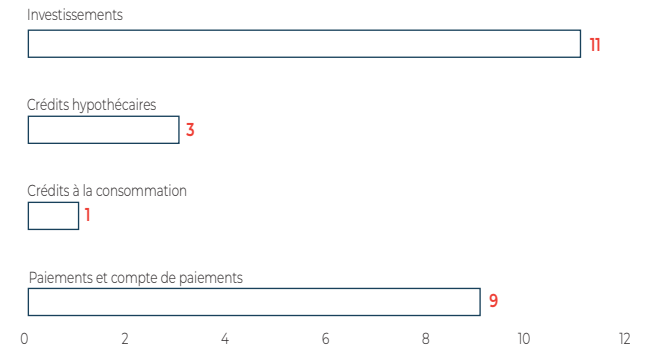 Investissements
11
Crédits hypothécaires
3
Crédits à la consommation
1
Paiements et compte de paiements
9
0 2 4 6 8 10 12